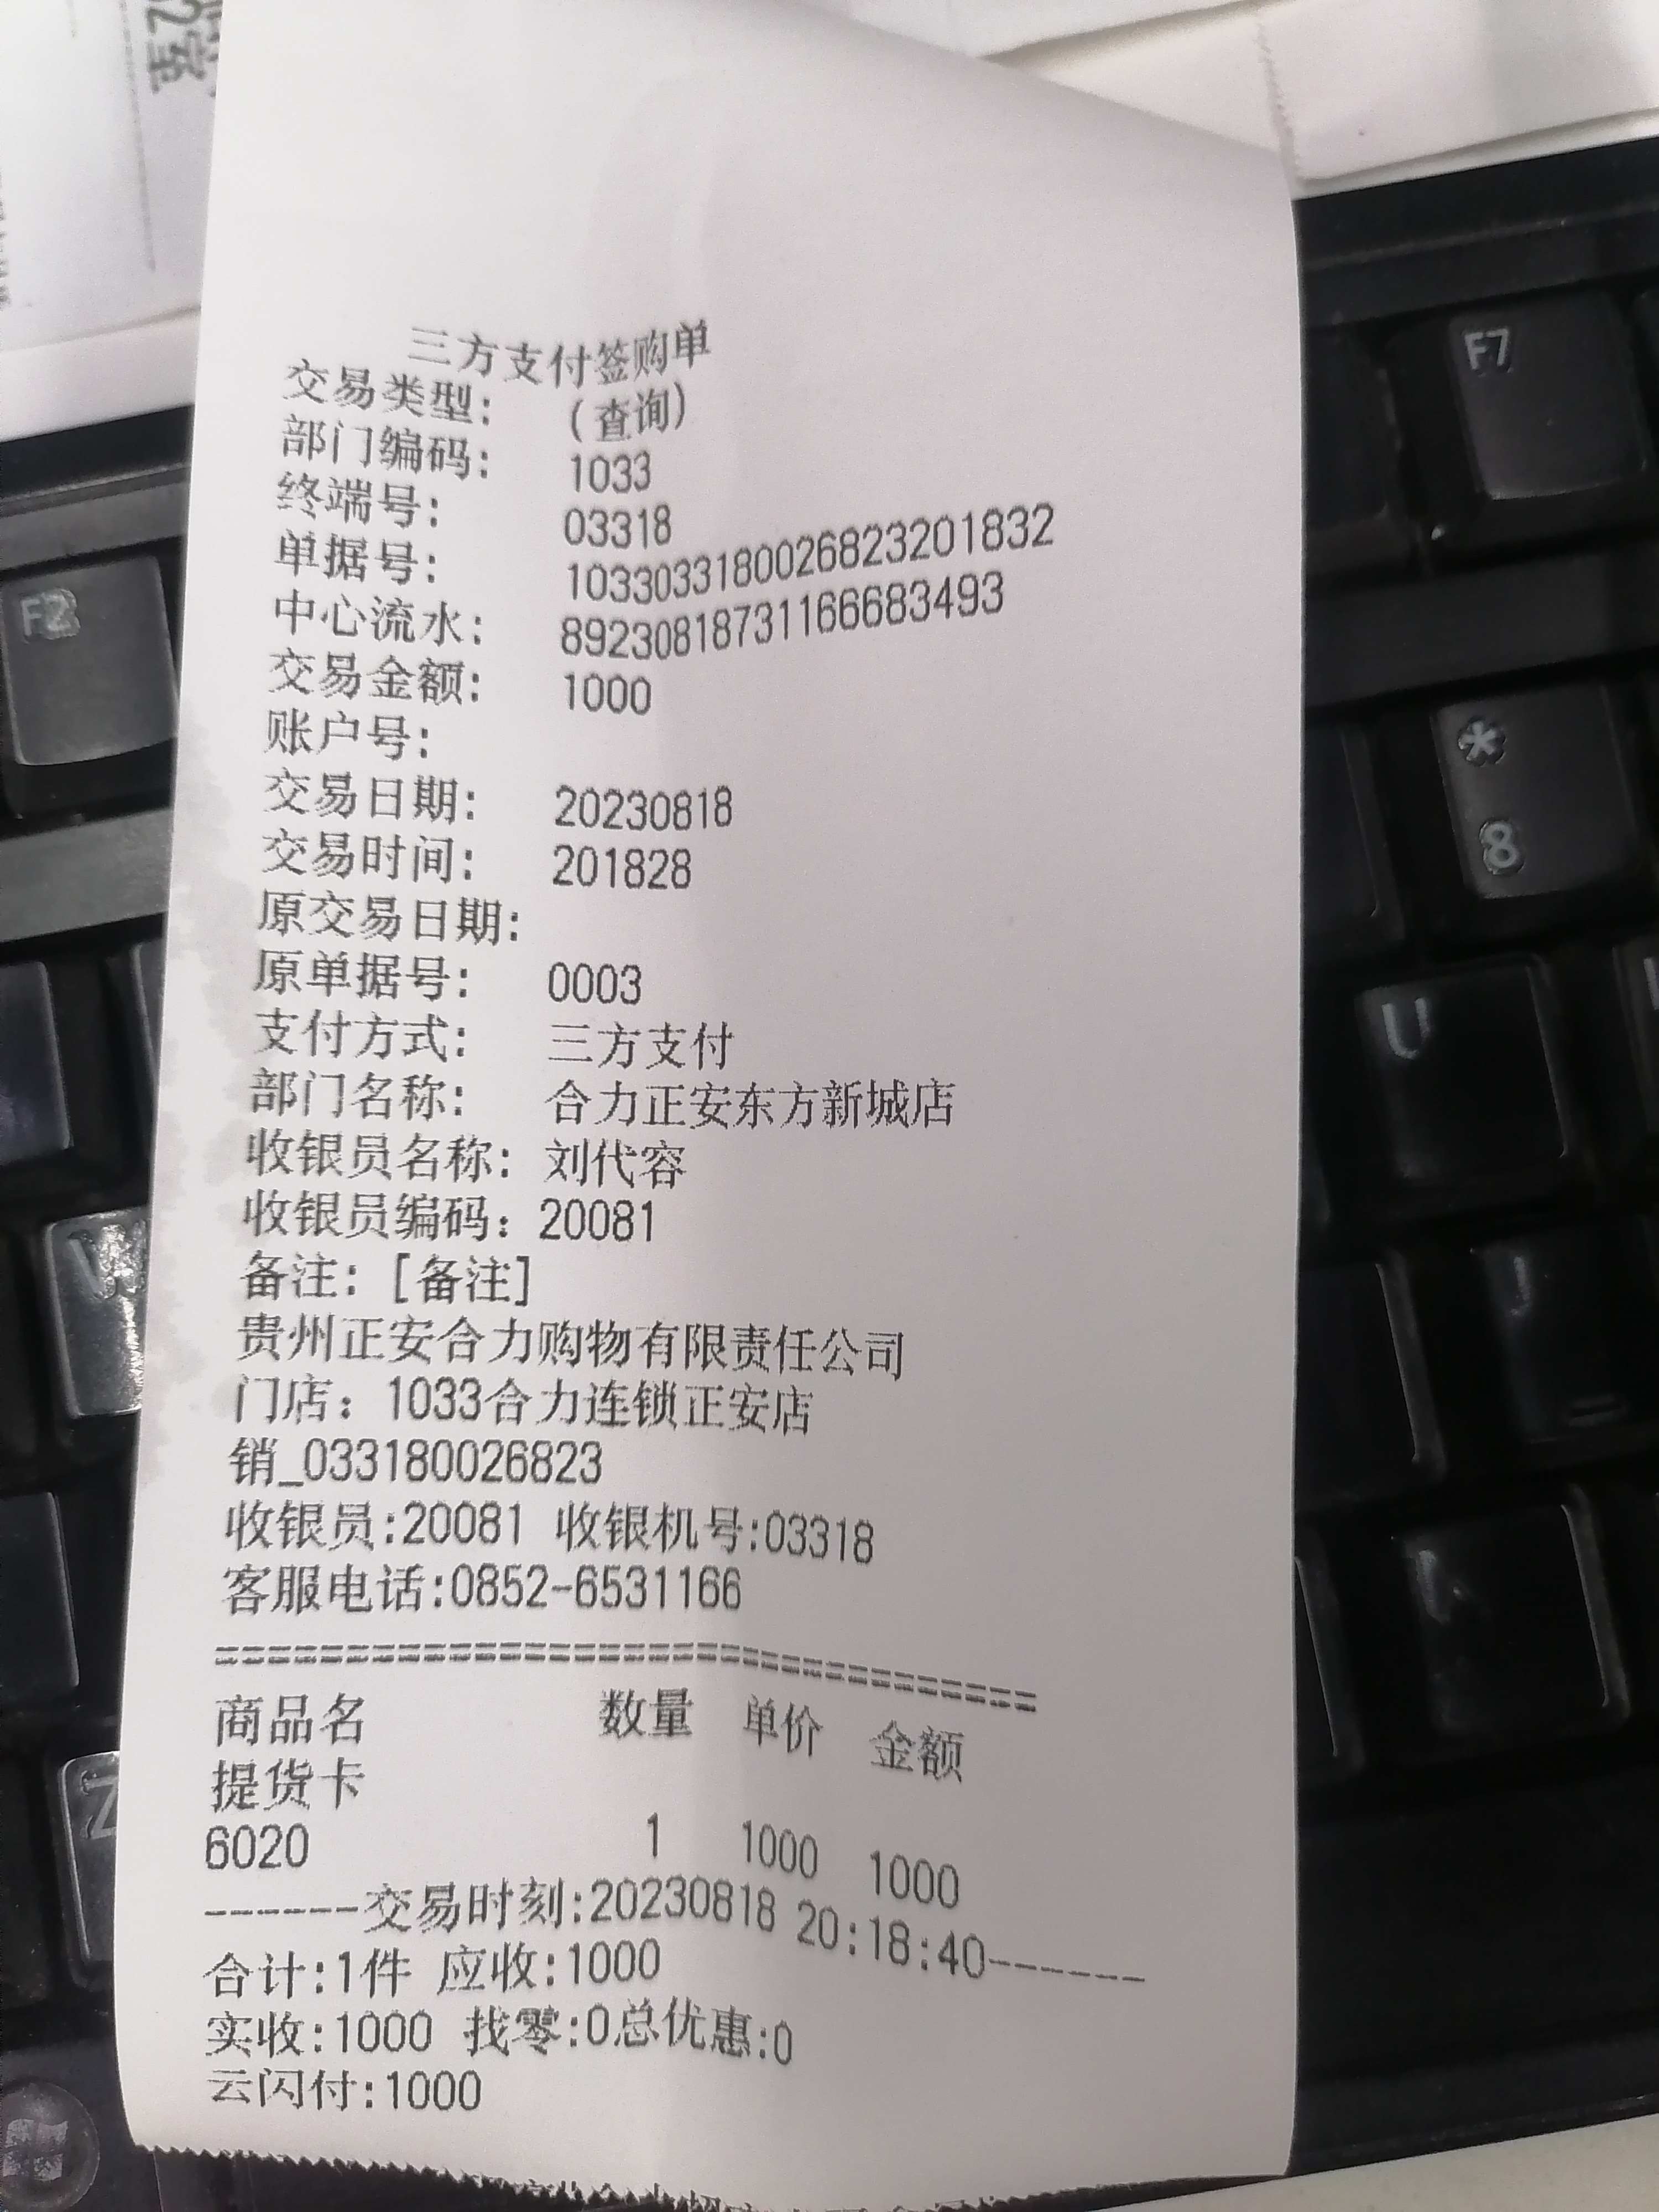 三方支付签购单
交易类型: (查询)
部门编码: 1033
终端号: 03318
单据号: 1033033180026823201832
中心流水: 89230818731166683493
交易金额: 1000
账户号:
交易日期: 20230818
交易时间: 201828
原交易日期:
原单据号: 0003
支付方式: 三方支付
部门名称: 合力正安东方新城店
收银员名称: 刘代容
收银员编码: 20081
备注: [备注]
贵州正安合力购物有限责任公司
门店: 1033合力连锁正安店
销_033180026823
收银员:20081 收银机号:03318
客服电话:0852-6531166
=================================
商品名 数量 单价 金额
提货卡
6020 1 1000 1000
------交易时刻:20230818 20:18:40------
合计:1件 应收:1000
实收:1000 找零:0总优惠:0
云闪付:1000
F7
F2
*
8
U
W
Z